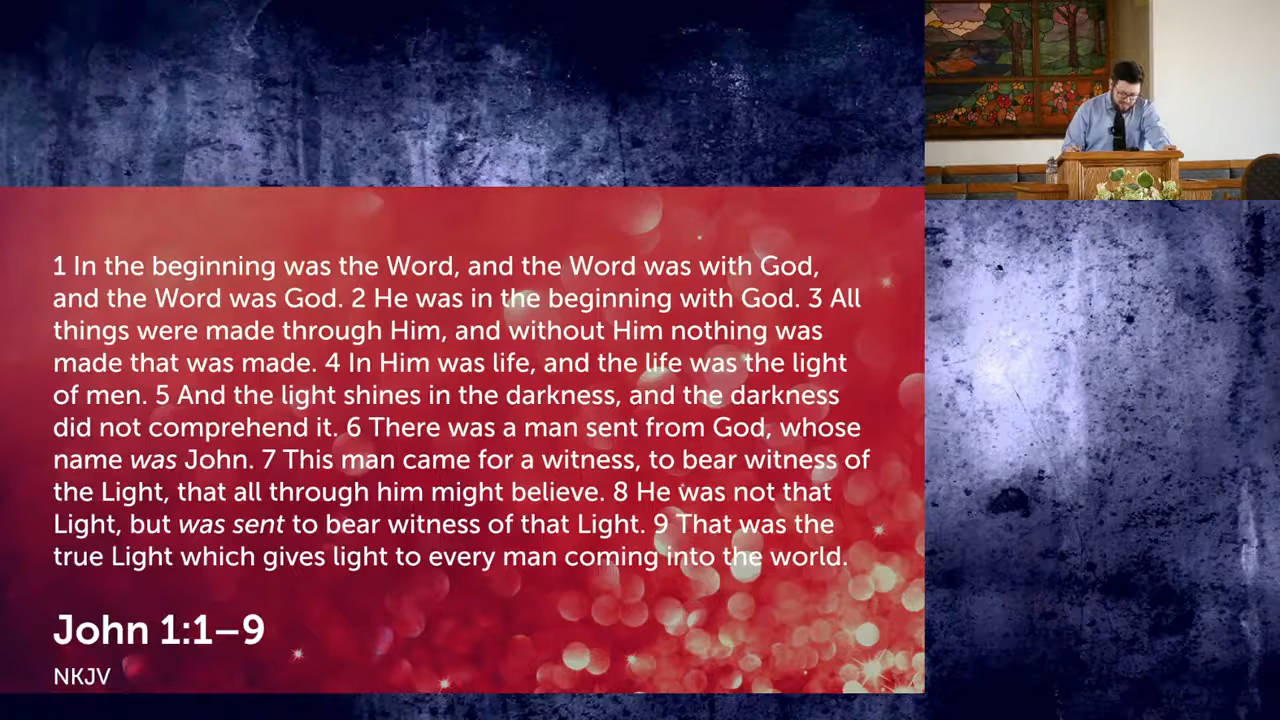 1 In the beginning was the Word, and the Word was with God,
and the Word was God. 2 He was in the beginning with God. 3 All
things were made through Him, and without Him nothing was
made that was made. 4 In Him was life, and the life was the light
of men. 5 And the light shines in the darkness, and the darkness
did not comprehend it. 6 There was a man sent from God, whose
name was John. 7 This man came for a witness, to bear witness of
the Light, that all through him might believe. 8 He was not that
Light, but was sent to bear witness of that Light. 9 That was the
true Light which gives light to every man coming into the world.
John 1:1–9
NKJV